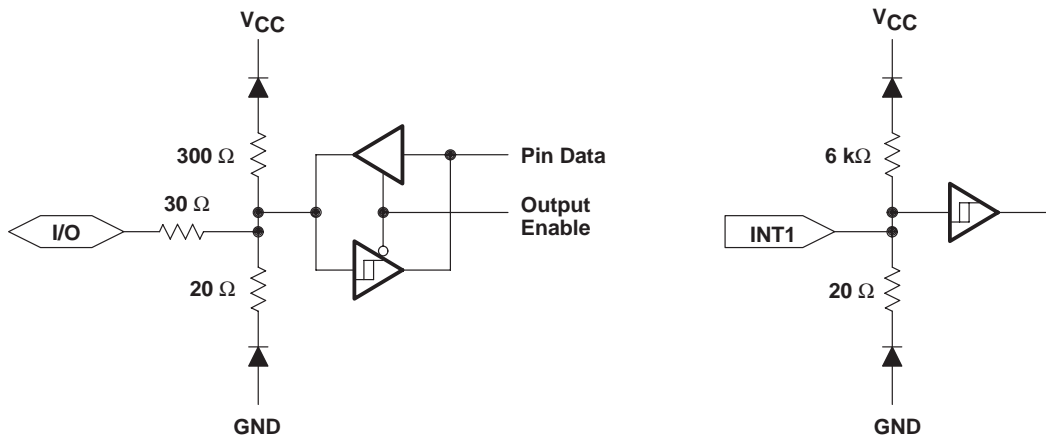 VCC
300 Ω
30 Ω
I/O
20 Ω
GND
Pin Data
Output
Enable
VCC
6 kΩ
INT1
20 Ω
GND